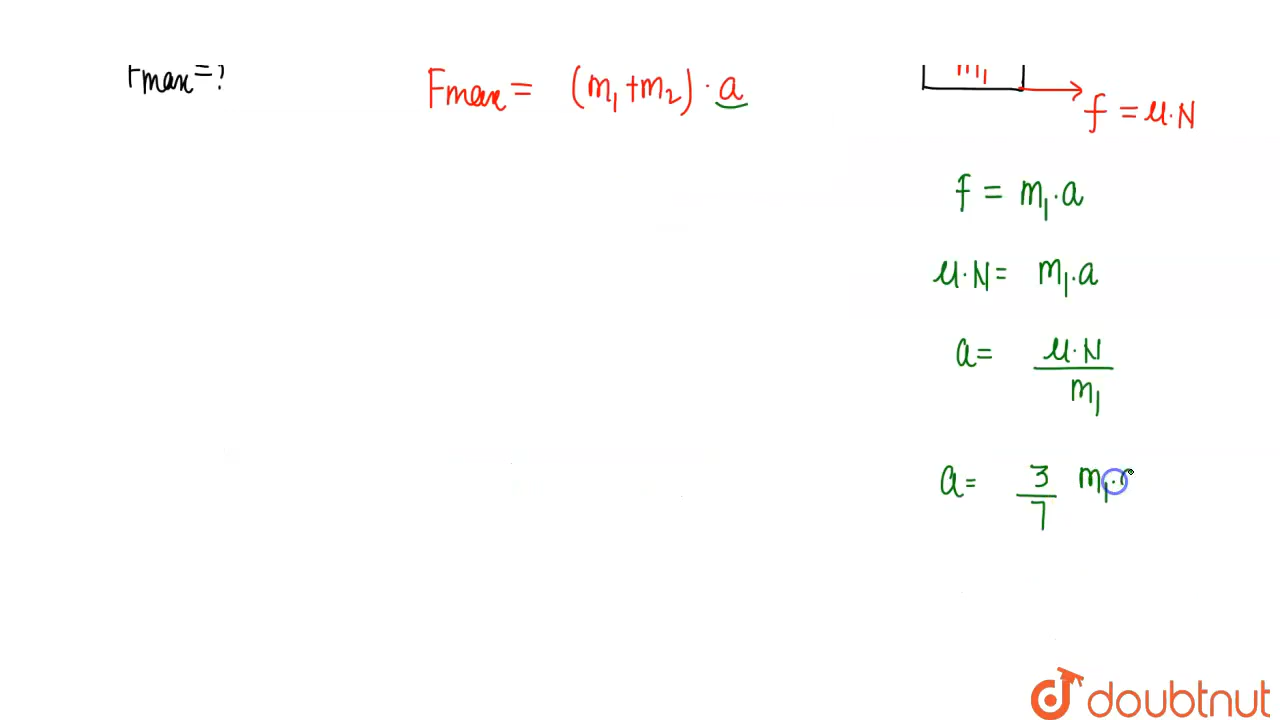 Fmax=?
Fmax= (m₁+m₂)·a
m₁
f = μ·N
f = m₁·a
μ·N= m₁·a
a= μ·N
m₁
a= 3 m₁·
7
doubtnut